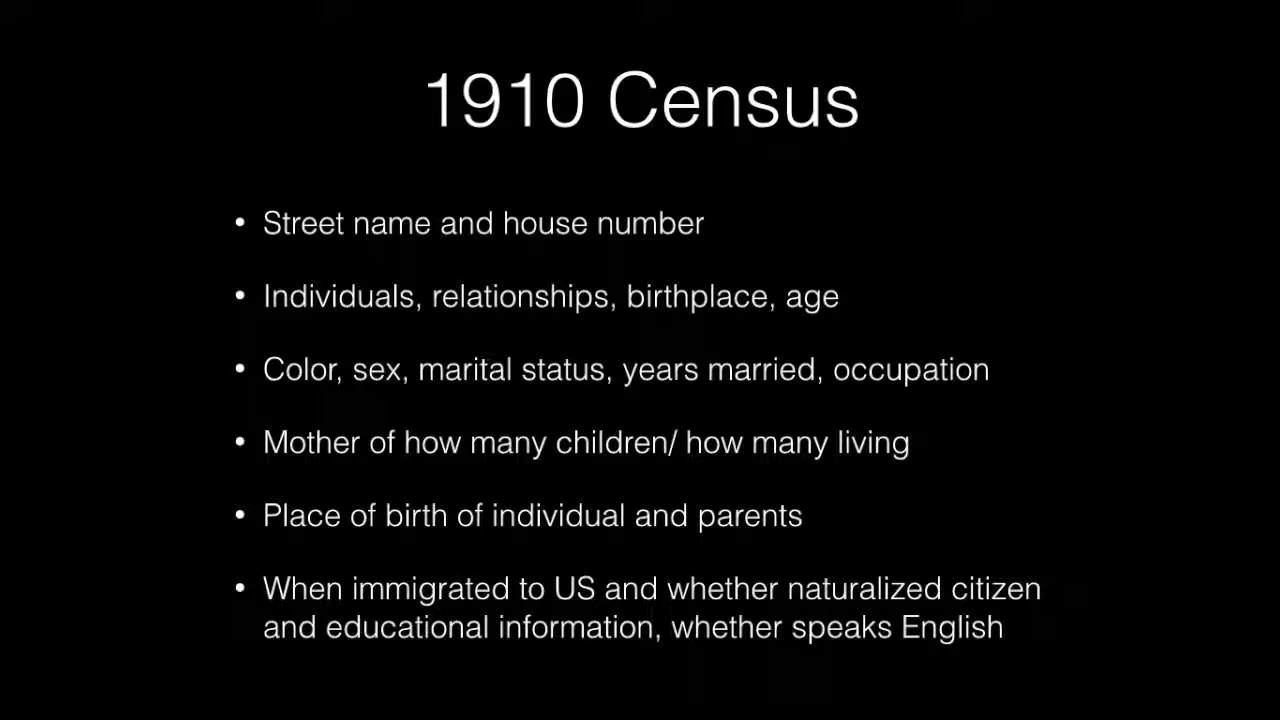 1910 Census
• Street name and house number
• Individuals, relationships, birthplace, age
• Color, sex, marital status, years married, occupation
• Mother of how many children/ how many living
• Place of birth of individual and parents
• When immigrated to US and whether naturalized citizen
and educational information, whether speaks English